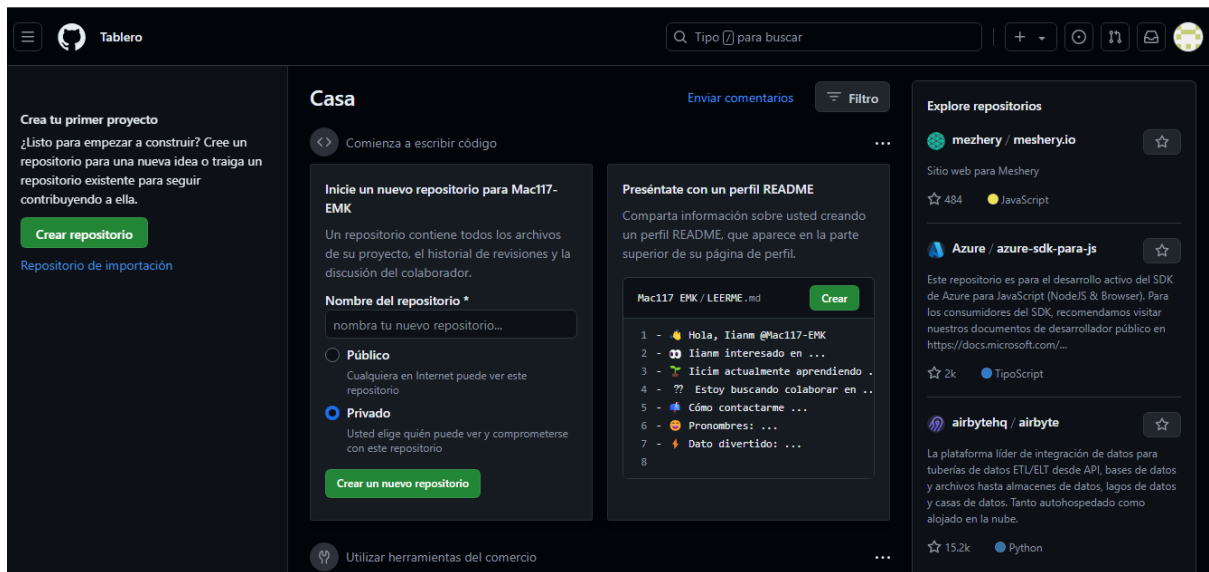 Tablero
Tipo / para buscar
Crea tu primer proyecto
¿Listo para empezar a construir? Cree un
repositorio para una nueva idea o traiga un
repositorio existente para seguir
contribuyendo a ella.
Crear repositorio
Repositorio de importación
Casa
Enviar comentarios
Filtro
Comienza a escribir código
Inicie un nuevo repositorio para Mac117-
EMK
Un repositorio contiene todos los archivos
de su proyecto, el historial de revisiones y la
discusión del colaborador.
Nombre del repositorio *
nombra tu nuevo repositorio...
Público
Cualquiera en Internet puede ver este
repositorio
Privado
Usted elige quién puede ver y comprometerse
con este repositorio
Crear un nuevo repositorio
Preséntate con un perfil README
Comparta información sobre usted creando
un perfil README, que aparece en la parte
superior de su página de perfil.
Mac117 EMK/LEERME.md
Crear
1 - 👋 Hola, Iianm @Mac117-EMK
2 - 👀 Iianm interesado en ...
3 - 🌱 Iicim actualmente aprendiendo .
4 - ⁇ Estoy buscando colaborar en ..
5 - 📫 Cómo contactarme ...
6 - 😄 Pronombres: ...
7 - ⚡ Dato divertido: ...
8
Utilizar herramientas del comercio
Explore repositorios
mezhery / meshery.io
Sitio web para Meshery
484 JavaScript
Azure / azure-sdk-para-js
Este repositorio es para el desarrollo activo del SDK
de Azure para JavaScript (NodeJS & Browser). Para
los consumidores del SDK, recomendamos visitar
nuestros documentos de desarrollador público en
https://docs.microsoft.com/...
2k TipoScript
airbytehq / airbyte
La plataforma líder de integración de datos para
tuberías de datos ETL/ELT desde API, bases de datos
y archivos hasta almacenes de datos, lagos de datos
y casas de datos. Tanto autohospedado como
alojado en la nube.
15.2k Python